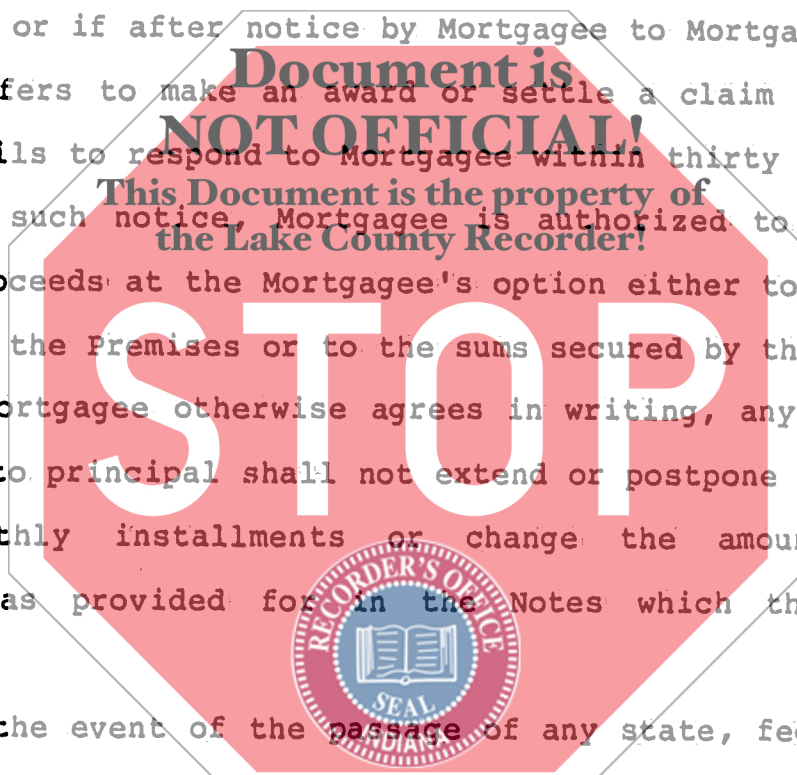 or if after notice by Mortgagee to Mortga
Document is
fers to make an award or settle a claim
NOT OFFICIAL!
ils to respond to Mortgagee within thirty
This Document is the property of
such notice, Mortgagee is authorized to
the Lake County Recorder!
oceeds at the Mortgagee's option either to
STOP
the Premises or to the sums secured by th
ortgagee otherwise agrees in writing, any
to principal shall not extend or postpone
thly installments or change the amoun
as provided for in the Notes which th
RECORDER'S OFFICE
SEAL
INDIANA
the event of the passage of any state, fed